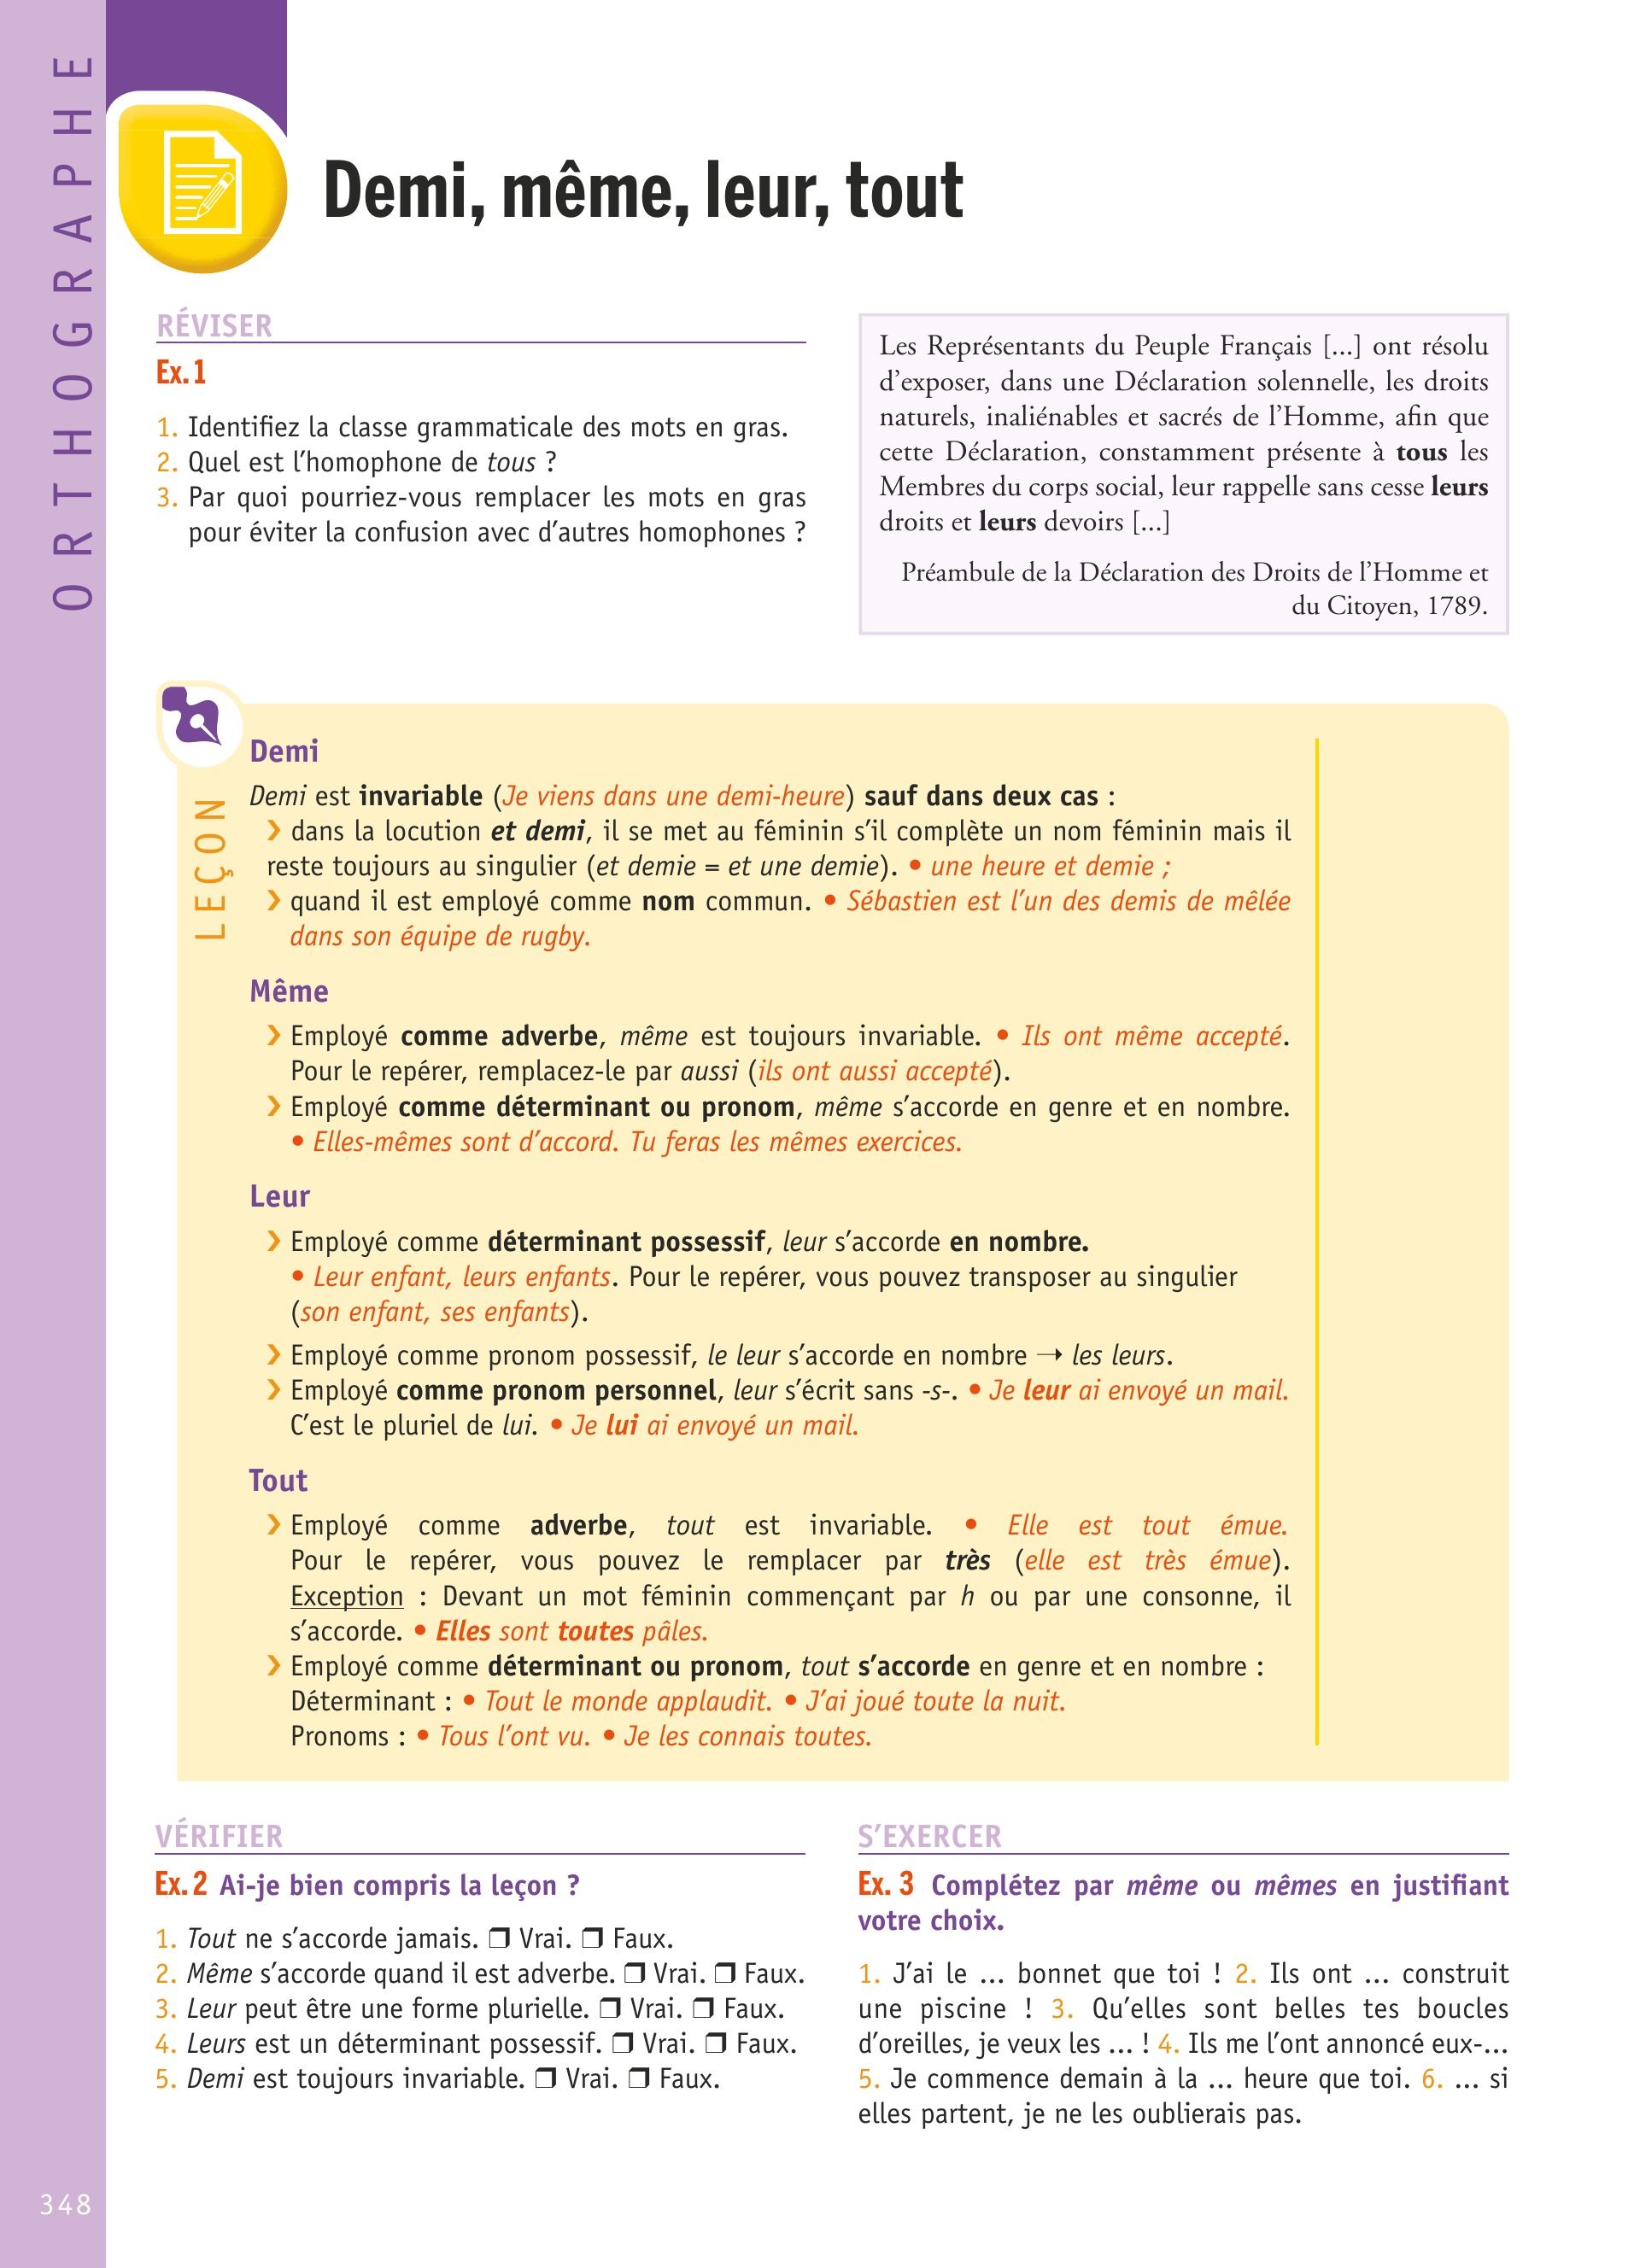 ORTHOGRAPHE
Demi, même, leur, tout
RÉVISER
Ex. 1
1. Identifiez la classe grammaticale des mots en gras.
2. Quel est l’homophone de tous ?
3. Par quoi pourriez-vous remplacer les mots en gras
pour éviter la confusion avec d’autres homophones ?
Les Représentants du Peuple Français [...] ont résolu
d’exposer, dans une Déclaration solennelle, les droits
naturels, inaliénables et sacrés de l’Homme, afin que
cette Déclaration, constamment présente à tous les
Membres du corps social, leur rappelle sans cesse leurs
droits et leurs devoirs [...]
Préambule de la Déclaration des Droits de l’Homme et
du Citoyen, 1789.
LEÇON
Demi
Demi est invariable (Je viens dans une demi-heure) sauf dans deux cas :
❯ dans la locution et demi, il se met au féminin s’il complète un nom féminin mais il
reste toujours au singulier (et demie = et une demie). • une heure et demie ;
❯ quand il est employé comme nom commun. • Sébastien est l’un des demis de mêlée
dans son équipe de rugby.
Même
❯ Employé comme adverbe, même est toujours invariable. • Ils ont même accepté.
Pour le repérer, remplacez-le par aussi (ils ont aussi accepté).
❯ Employé comme déterminant ou pronom, même s’accorde en genre et en nombre.
• Elles-mêmes sont d’accord. Tu feras les mêmes exercices.
Leur
❯ Employé comme déterminant possessif, leur s’accorde en nombre.
• Leur enfant, leurs enfants. Pour le repérer, vous pouvez transposer au singulier
(son enfant, ses enfants).
❯ Employé comme pronom possessif, le leur s’accorde en nombre → les leurs.
❯ Employé comme pronom personnel, leur s’écrit sans -s-. • Je leur ai envoyé un mail.
C’est le pluriel de lui. • Je lui ai envoyé un mail.
Tout
❯ Employé comme adverbe, tout est invariable. • Elle est tout émue.
Pour le repérer, vous pouvez le remplacer par très (elle est très émue).
Exception : Devant un mot féminin commençant par h ou par une consonne, il
s’accorde. • Elles sont toutes pâles.
❯ Employé comme déterminant ou pronom, tout s’accorde en genre et en nombre :
Déterminant : • Tout le monde applaudit. • J’ai joué toute la nuit.
Pronoms : • Tous l’ont vu. • Je les connais toutes.
VÉRIFIER
Ex. 2 Ai-je bien compris la leçon ?
1. Tout ne s’accorde jamais. ❒ Vrai. ❒ Faux.
2. Même s’accorde quand il est adverbe. ❒ Vrai. ❒ Faux.
3. Leur peut être une forme plurielle. ❒ Vrai. ❒ Faux.
4. Leurs est un déterminant possessif. ❒ Vrai. ❒ Faux.
5. Demi est toujours invariable. ❒ Vrai. ❒ Faux.
S’EXERCER
Ex. 3 Complétez par même ou mêmes en justifiant
votre choix.
1. J’ai le ... bonnet que toi ! 2. Ils ont ... construit
une piscine ! 3. Qu’elles sont belles tes boucles
d’oreilles, je veux les ... ! 4. Ils me l’ont annoncé eux-...
5. Je commence demain à la ... heure que toi. 6. ... si
elles partent, je ne les oublierais pas.
348